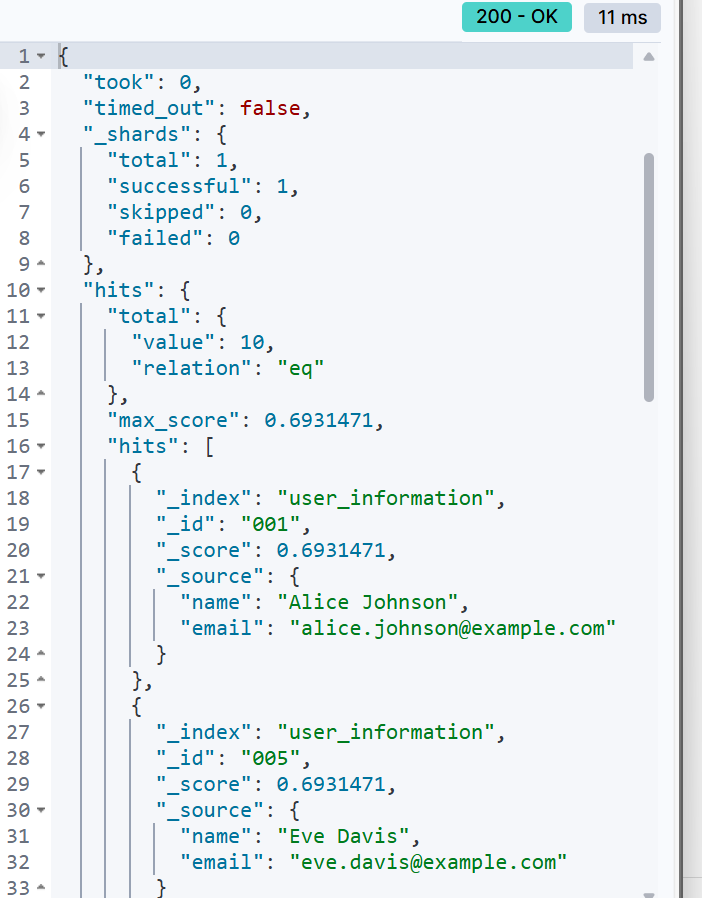 200 - OK 11 ms
1 {
2 "took": 0,
3 "timed_out": false,
4 "_shards": {
5 "total": 1,
6 "successful": 1,
7 "skipped": 0,
8 "failed": 0
9 },
10 "hits": {
11 "total": {
12 "value": 10,
13 "relation": "eq"
14 },
15 "max_score": 0.6931471,
16 "hits": [
17 {
18 "_index": "user_information",
19 "_id": "001",
20 "_score": 0.6931471,
21 "_source": {
22 "name": "Alice Johnson",
23 "email": "alice.johnson@example.com"
24 }
25 },
26 {
27 "_index": "user_information",
28 "_id": "005",
29 "_score": 0.6931471,
30 "_source": {
31 "name": "Eve Davis",
32 "email": "eve.davis@example.com"
33 }